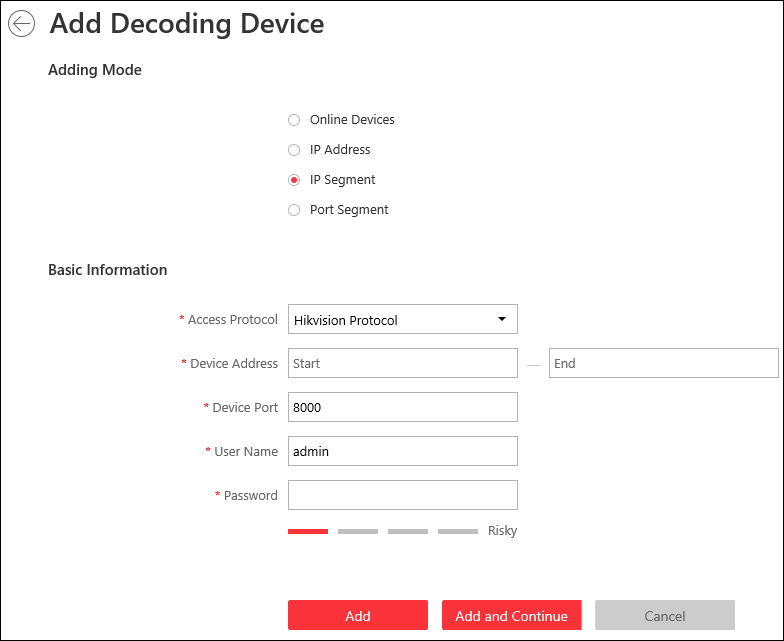 Add Decoding Device
Adding Mode
Online Devices
IP Address
IP Segment
Port Segment
Basic Information
* Access Protocol Hikvision Protocol
* Device Address Start — End
* Device Port 8000
* User Name admin
* Password
Risky
Add Add and Continue Cancel